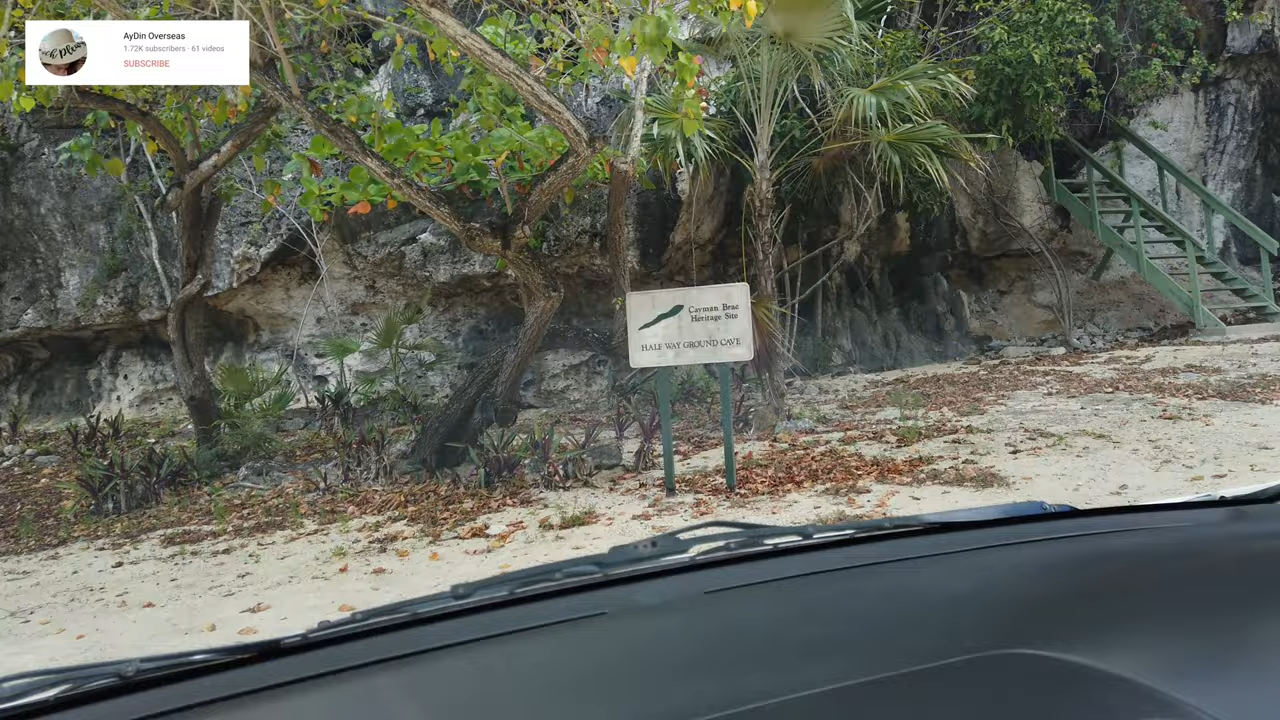 AyDin Overseas
1.72K subscribers · 61 videos
SUBSCRIBE
Cayman Brac
Heritage Site
HALF WAY GROUND CAVE